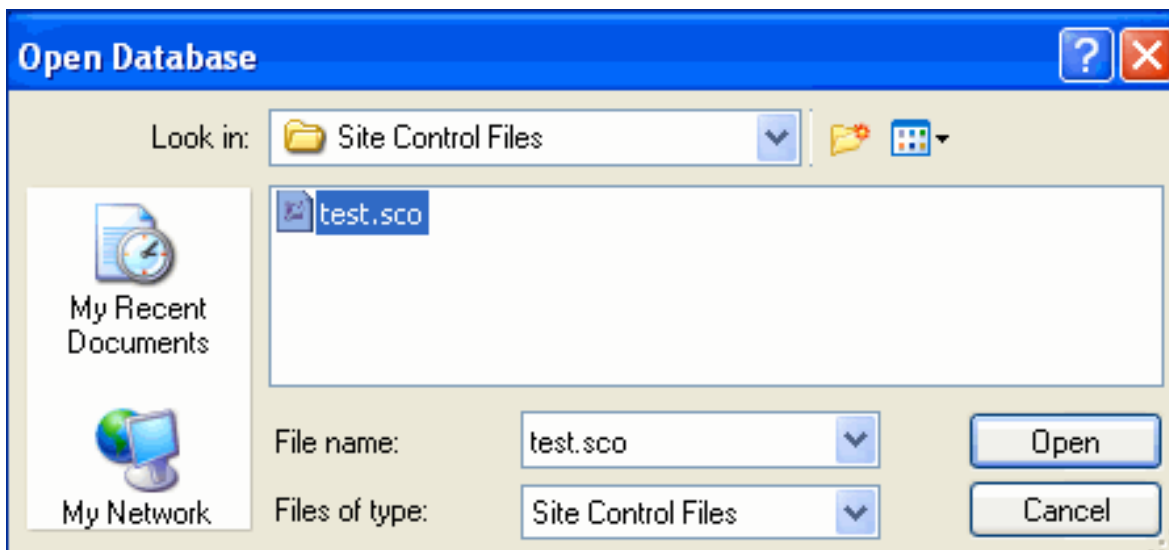 Open Database
Look in: Site Control Files
test.sco
My Recent
Documents
My Network
File name: test.sco
Open
Files of type: Site Control Files
Cancel